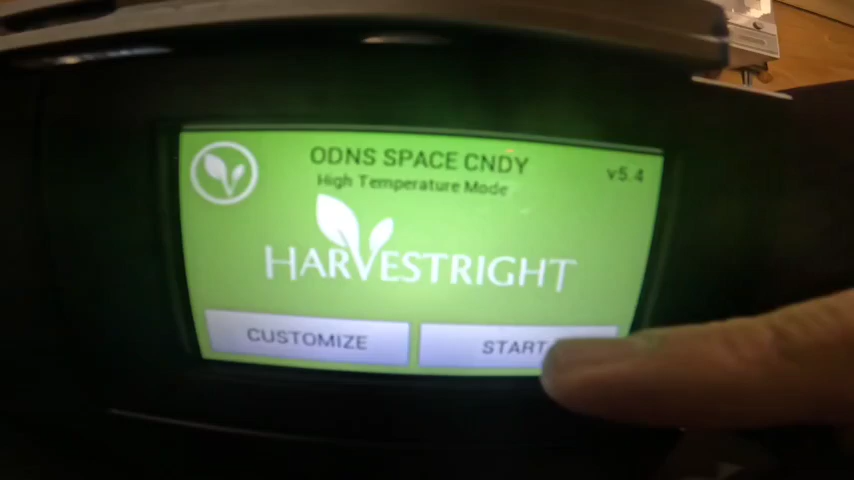 ODNS SPACE CNDY
v5.4
High Temperature Mode
HARVESTRIGHT
CUSTOMIZE
START